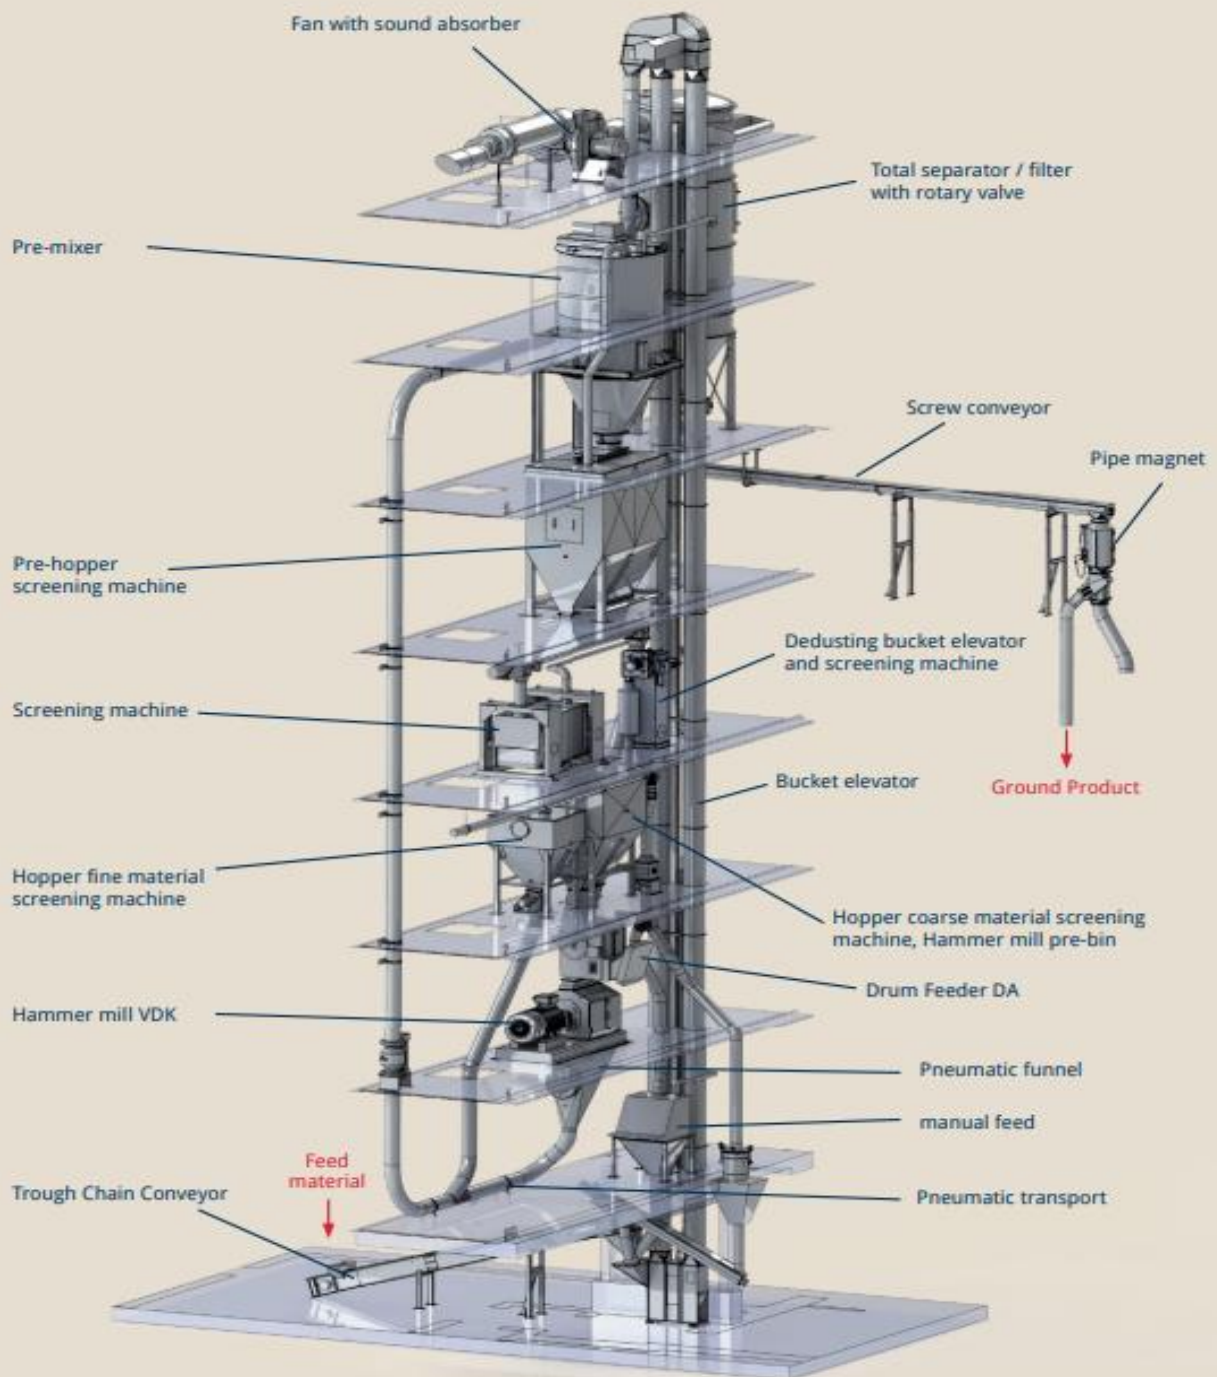 Fan with sound absorber
Total separator / filter
with rotary valve
Pre-mixer
Screw conveyor
Pipe magnet
Pre-hopper
screening machine
Dedusting bucket elevator
and screening machine
Screening machine
Bucket elevator
Ground Product
Hopper fine material
screening machine
Hopper coarse material screening
machine, Hammer mill pre-bin
Drum Feeder DA
Hammer mill VDK
Pneumatic funnel
manual feed
Feed
material
Trough Chain Conveyor
Pneumatic transport